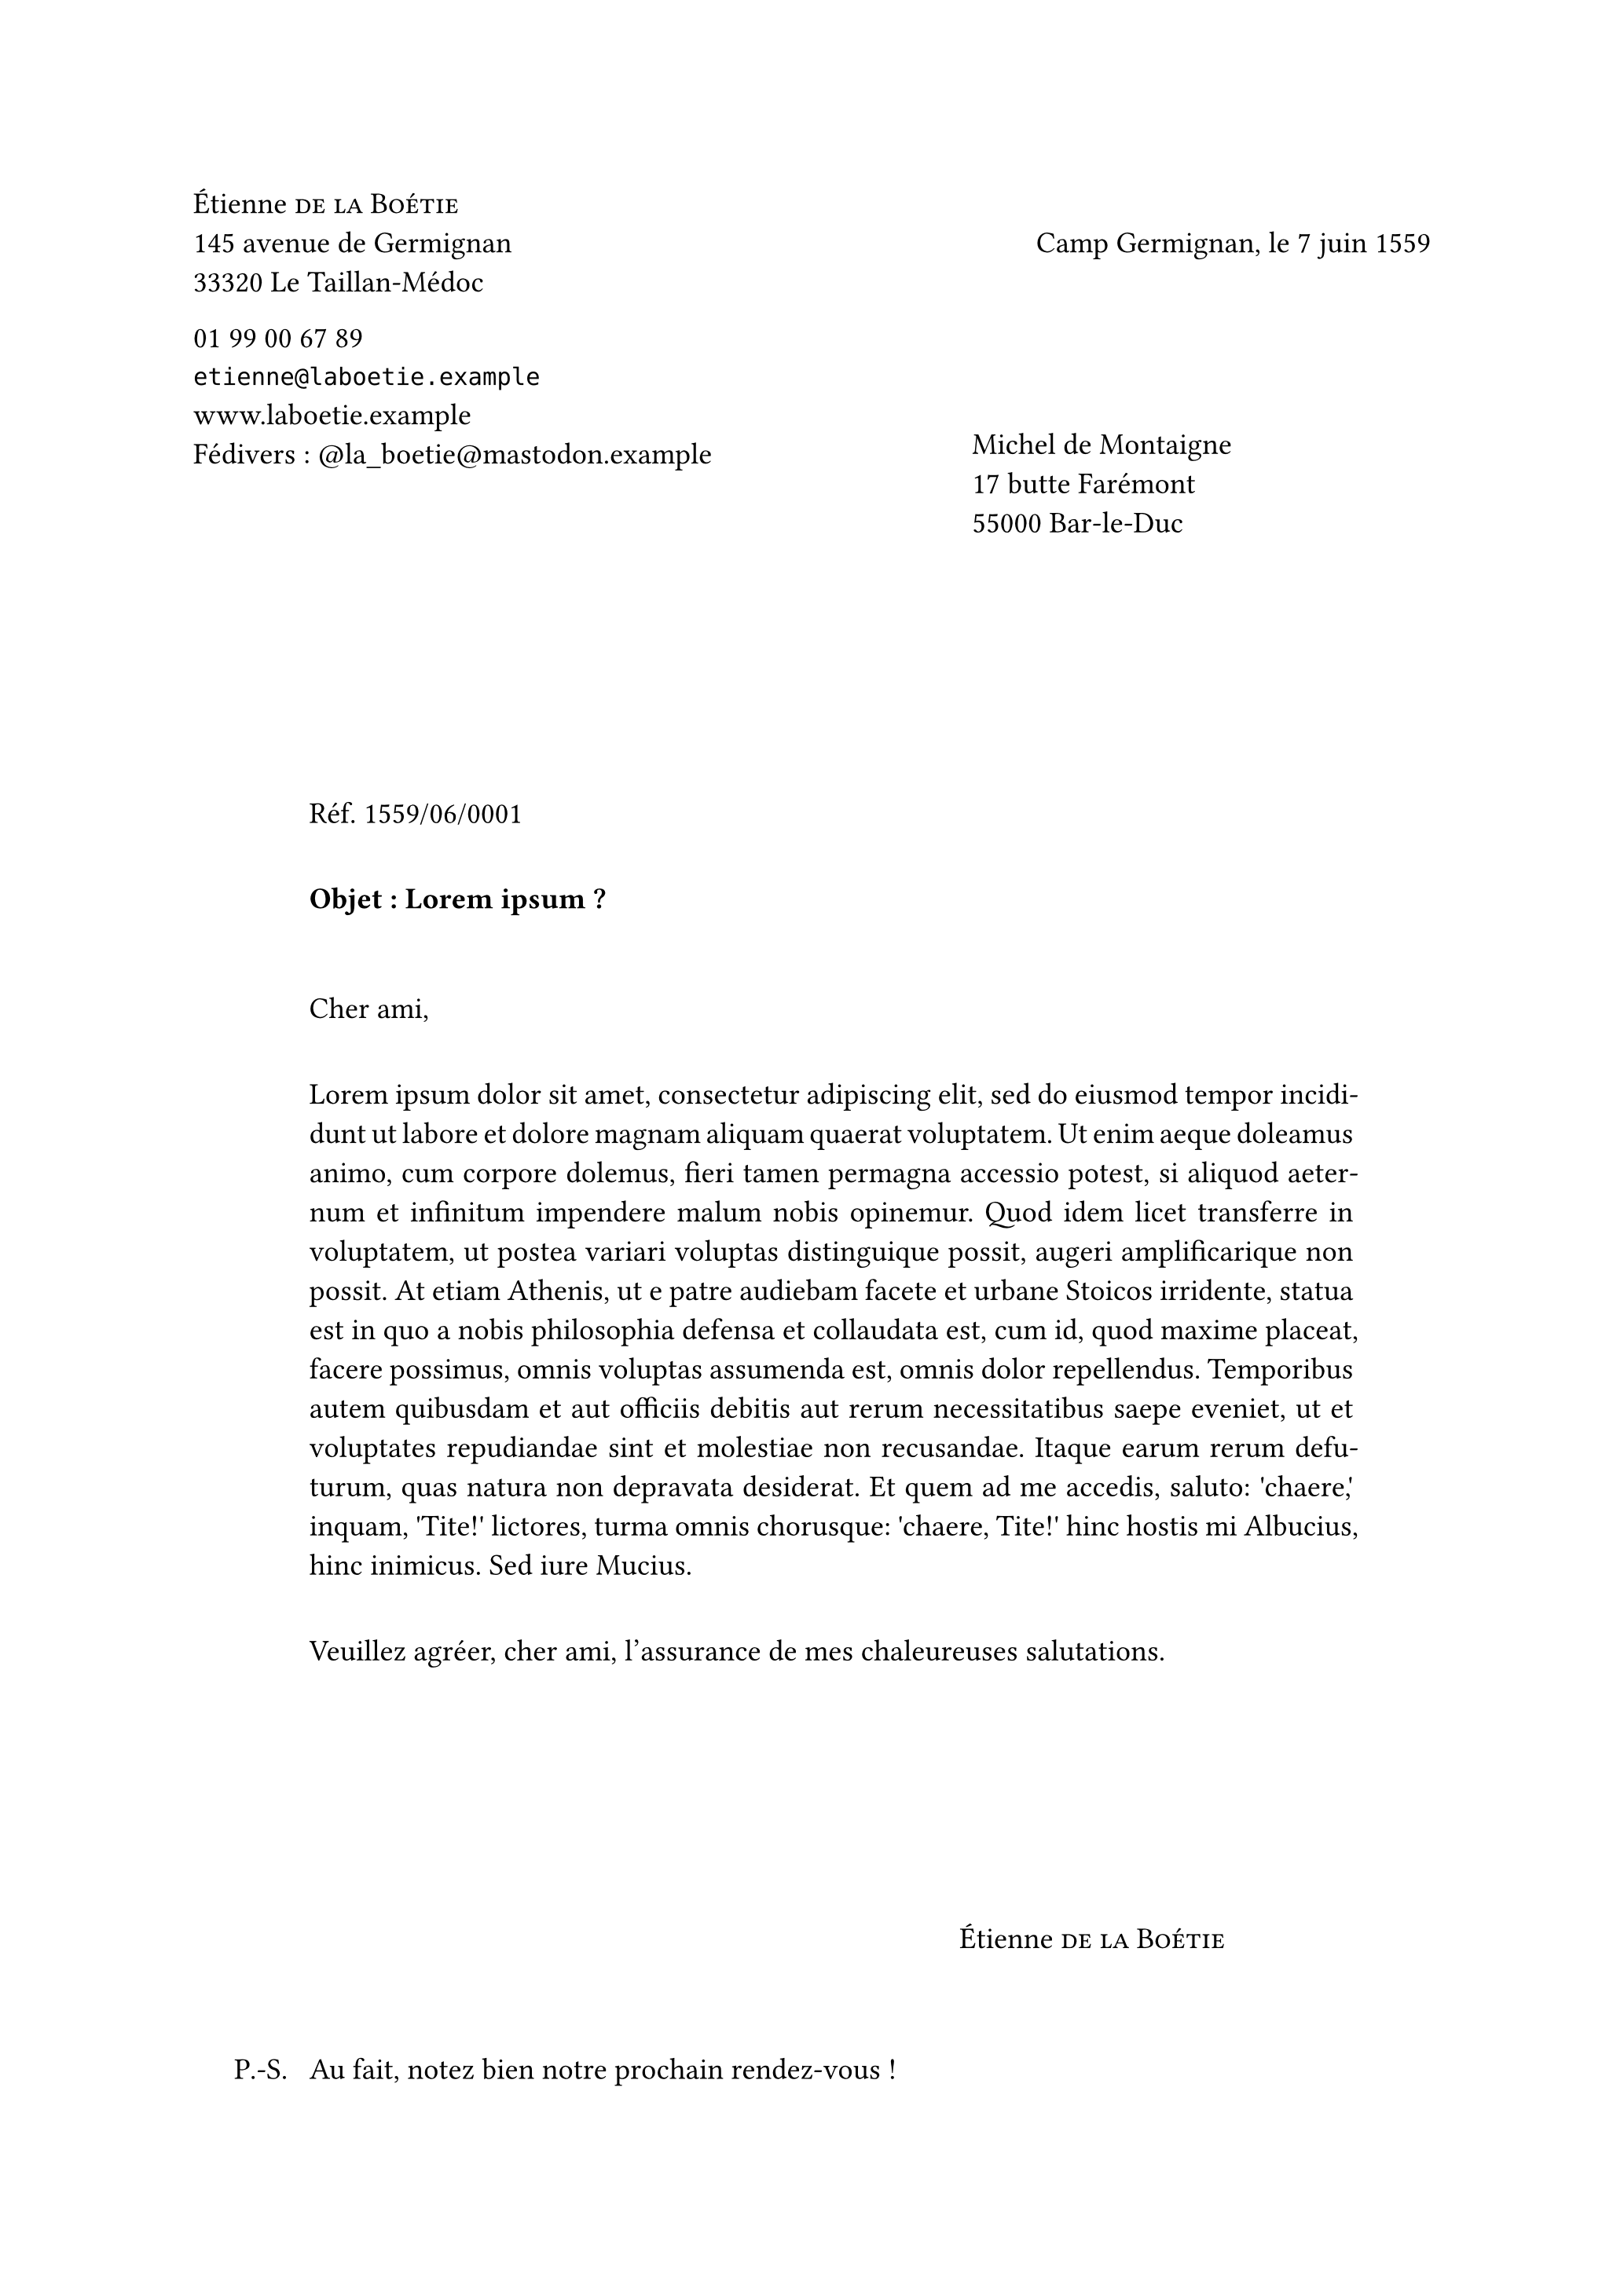 Étienne de la Boétie
145 avenue de Germignan
33320 Le Taillan-Médoc
Camp Germignan, le 7 juin 1559
01 99 00 67 89
etienne@laboetie.example
www.laboetie.example
Fédivers : @la_boetie@mastodon.example
Michel de Montaigne
17 butte Farémont
55000 Bar-le-Duc
Réf. 1559/06/0001
Objet : Lorem ipsum ?
Cher ami,
Lorem ipsum dolor sit amet, consectetur adipiscing elit, sed do eiusmod tempor incidi-
dunt ut labore et dolore magnam aliquam quaerat voluptatem. Ut enim aeque doleamus
animo, cum corpore dolemus, fieri tamen permagna accessio potest, si aliquod aeter-
num et infinitum impendere malum nobis opinemur. Quod idem licet transferre in
voluptatem, ut postea variari voluptas distinguique possit, augeri amplificarique non
possit. At etiam Athenis, ut e patre audiebam facete et urbane Stoicos irridente, statua
est in quo a nobis philosophia defensa et collaudata est, cum id, quod maxime placeat,
facere possimus, omnis voluptas assumenda est, omnis dolor repellendus. Temporibus
autem quibusdam et aut officiis debitis aut rerum necessitatibus saepe eveniet, ut et
voluptates repudiandae sint et molestiae non recusandae. Itaque earum rerum defu-
turum, quas natura non depravata desiderat. Et quem ad me accedis, saluto: 'chaere,'
inquam, 'Tite!' lictores, turma omnis chorusque: 'chaere, Tite!' hinc hostis mi Albucius,
hinc inimicus. Sed iure Mucius.
Veuillez agréer, cher ami, l’assurance de mes chaleureuses salutations.
Étienne de la Boétie
P.-S. Au fait, notez bien notre prochain rendez-vous !